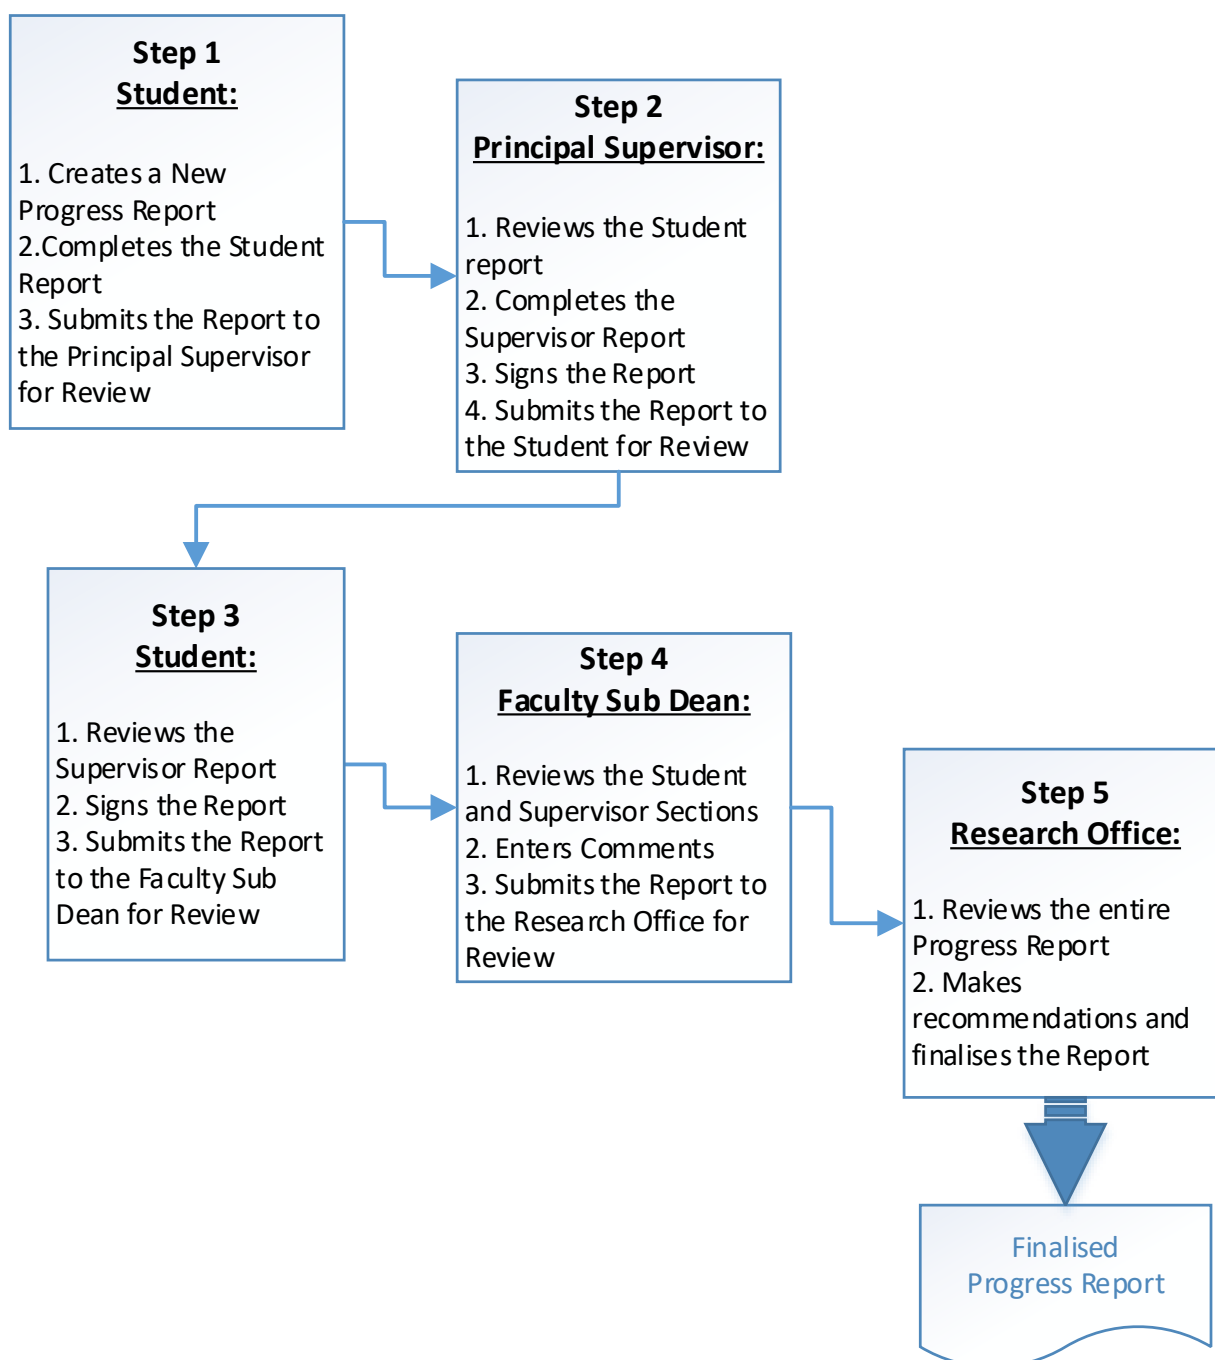 Step 1
Student:
1. Creates a New
Progress Report
2.Completes the Student
Report
3. Submits the Report to
the Principal Supervisor
for Review
Step 2
Principal Supervisor:
1. Reviews the Student
report
2. Completes the
Supervisor Report
3. Signs the Report
4. Submits the Report to
the Student for Review
Step 3
Student:
1. Reviews the
Supervisor Report
2. Signs the Report
3. Submits the Report
to the Faculty Sub
Dean for Review
Step 4
Faculty Sub Dean:
1. Reviews the Student
and Supervisor Sections
2. Enters Comments
3. Submits the Report to
the Research Office for
Review
Step 5
Research Office:
1. Reviews the entire
Progress Report
2. Makes
recommendations and
finalises the Report
Finalised
Progress Report